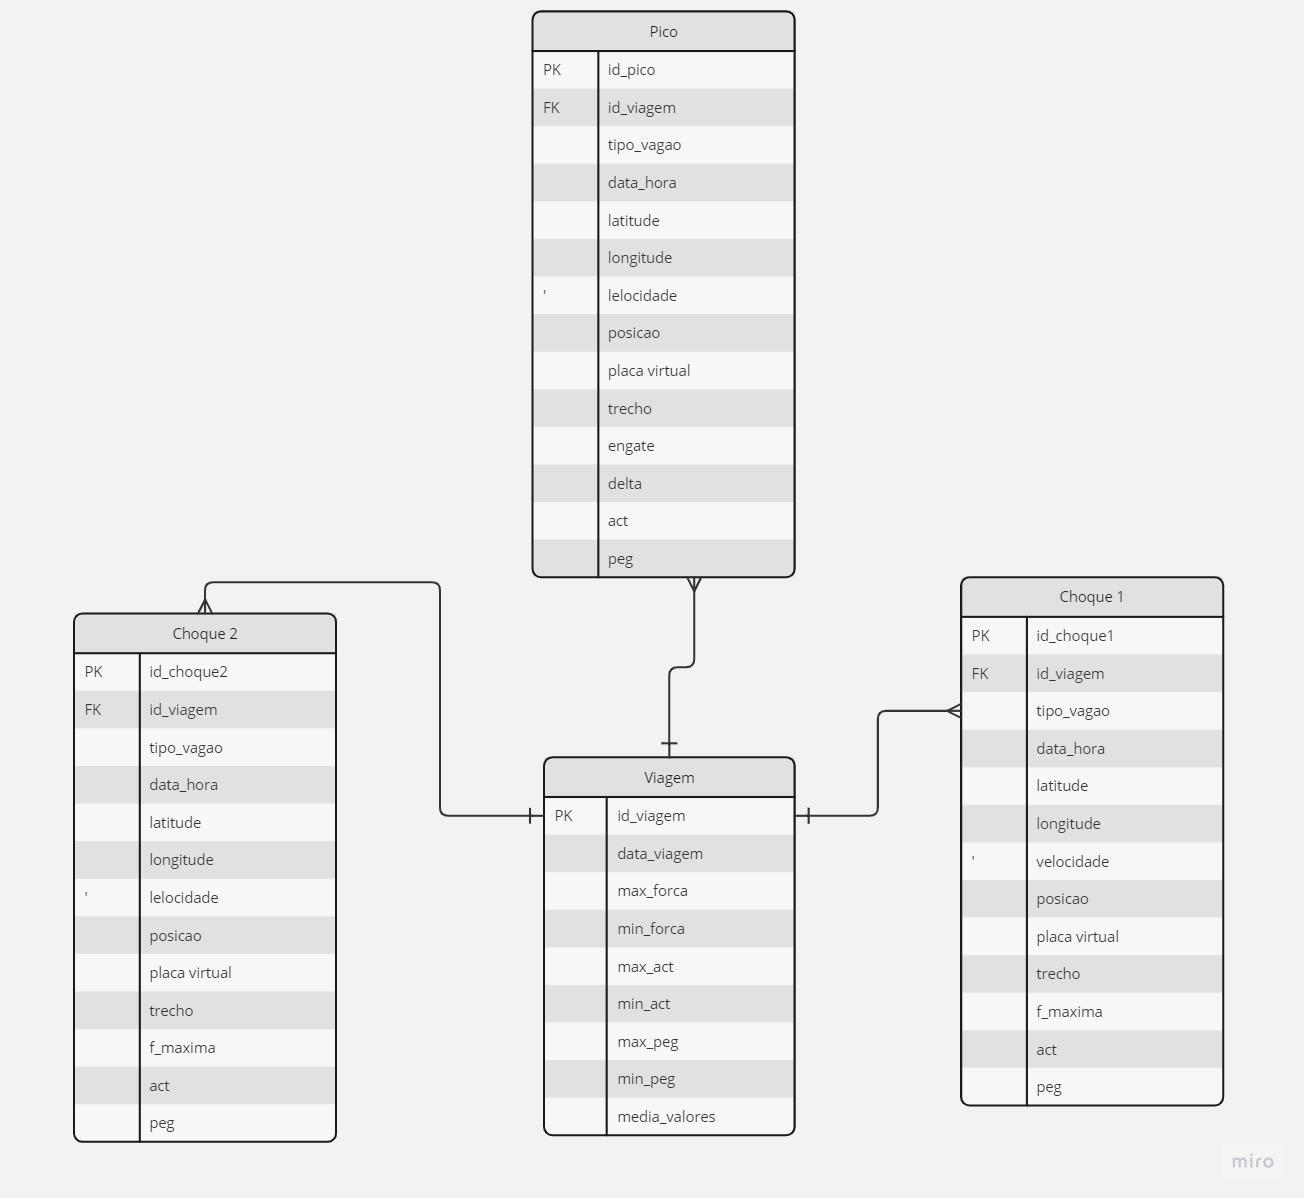 Pico
PK id_pico
FK id_viagem
tipo_vagao
data_hora
latitude
longitude
' lelocidade
posicao
placa virtual
trecho
engate
delta
act
peg
Choque 2
PK id_choque2
FK id_viagem
tipo_vagao
data_hora
latitude
longitude
' lelocidade
posicao
placa virtual
trecho
f_maxima
act
peg
Viagem
PK id_viagem
data_viagem
max_forca
min_forca
max_act
min_act
max_peg
min_peg
media_valores
Choque 1
PK id_choque1
FK id_viagem
tipo_vagao
data_hora
latitude
longitude
' velocidade
posicao
placa virtual
trecho
f_maxima
act
peg
miro